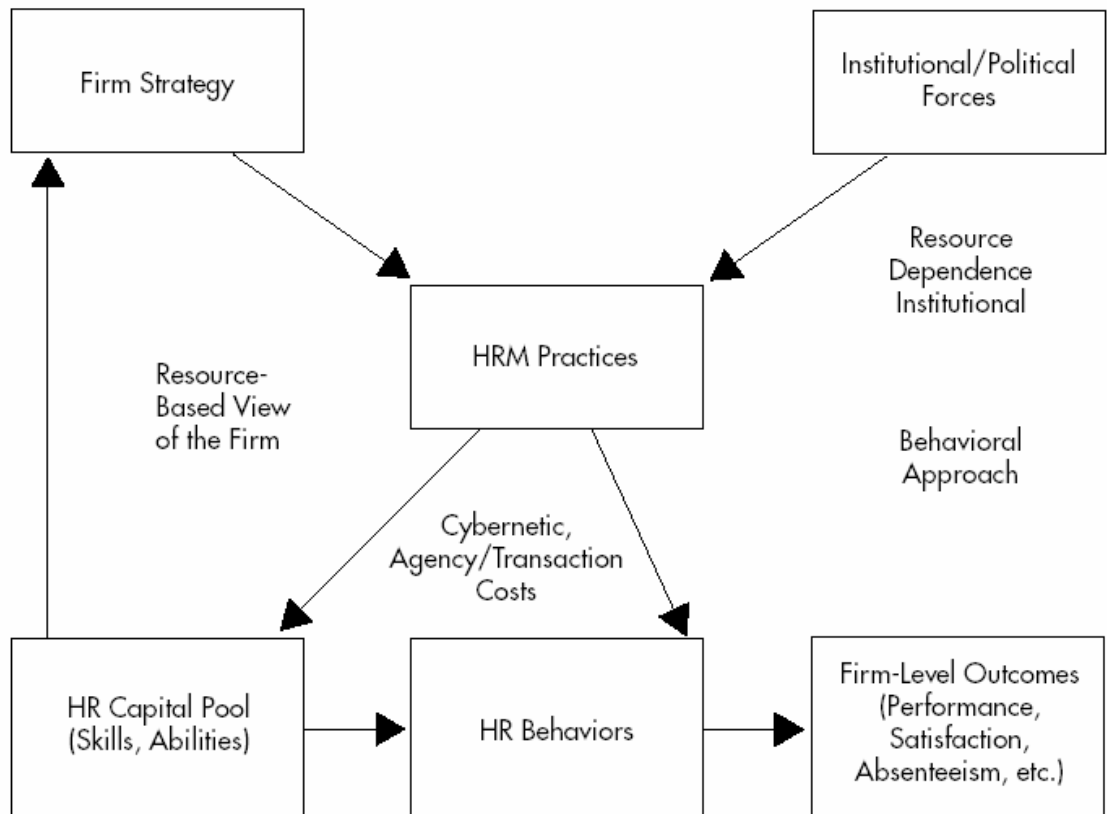 Firm Strategy
Institutional/Political
Forces
Resource
Dependence
Institutional
HRM Practices
Resource-
Based View
of the Firm
Behavioral
Approach
Cybernetic,
Agency/Transaction
Costs
HR Capital Pool
(Skills, Abilities)
HR Behaviors
Firm-Level Outcomes
(Performance,
Satisfaction,
Absenteeism, etc.)